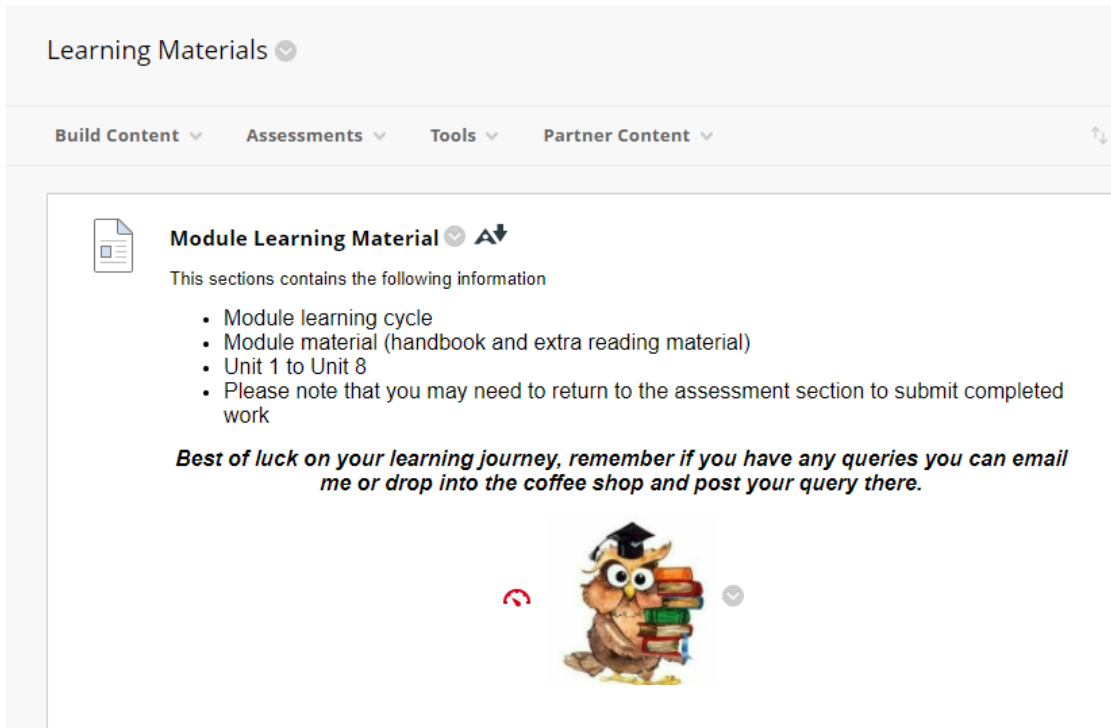 Learning Materials
Build Content Assessments Tools Partner Content
Module Learning Material
This sections contains the following information
• Module learning cycle
• Module material (handbook and extra reading material)
• Unit 1 to Unit 8
• Please note that you may need to return to the assessment section to submit completed
work
Best of luck on your learning journey, remember if you have any queries you can email
me or drop into the coffee shop and post your query there.